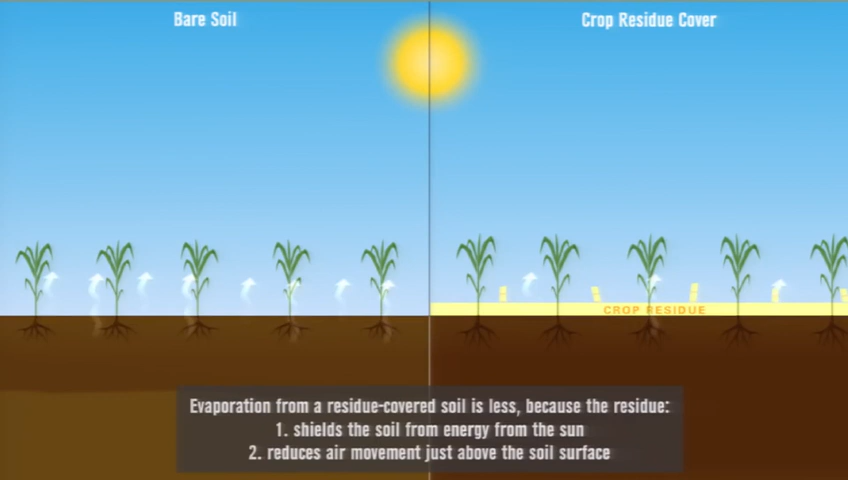 Bare Soil
Crop Residue Cover
CROP RESIDUE
Evaporation from a residue-covered soil is less, because the residue:
1. shields the soil from energy from the sun
2. reduces air movement just above the soil surface